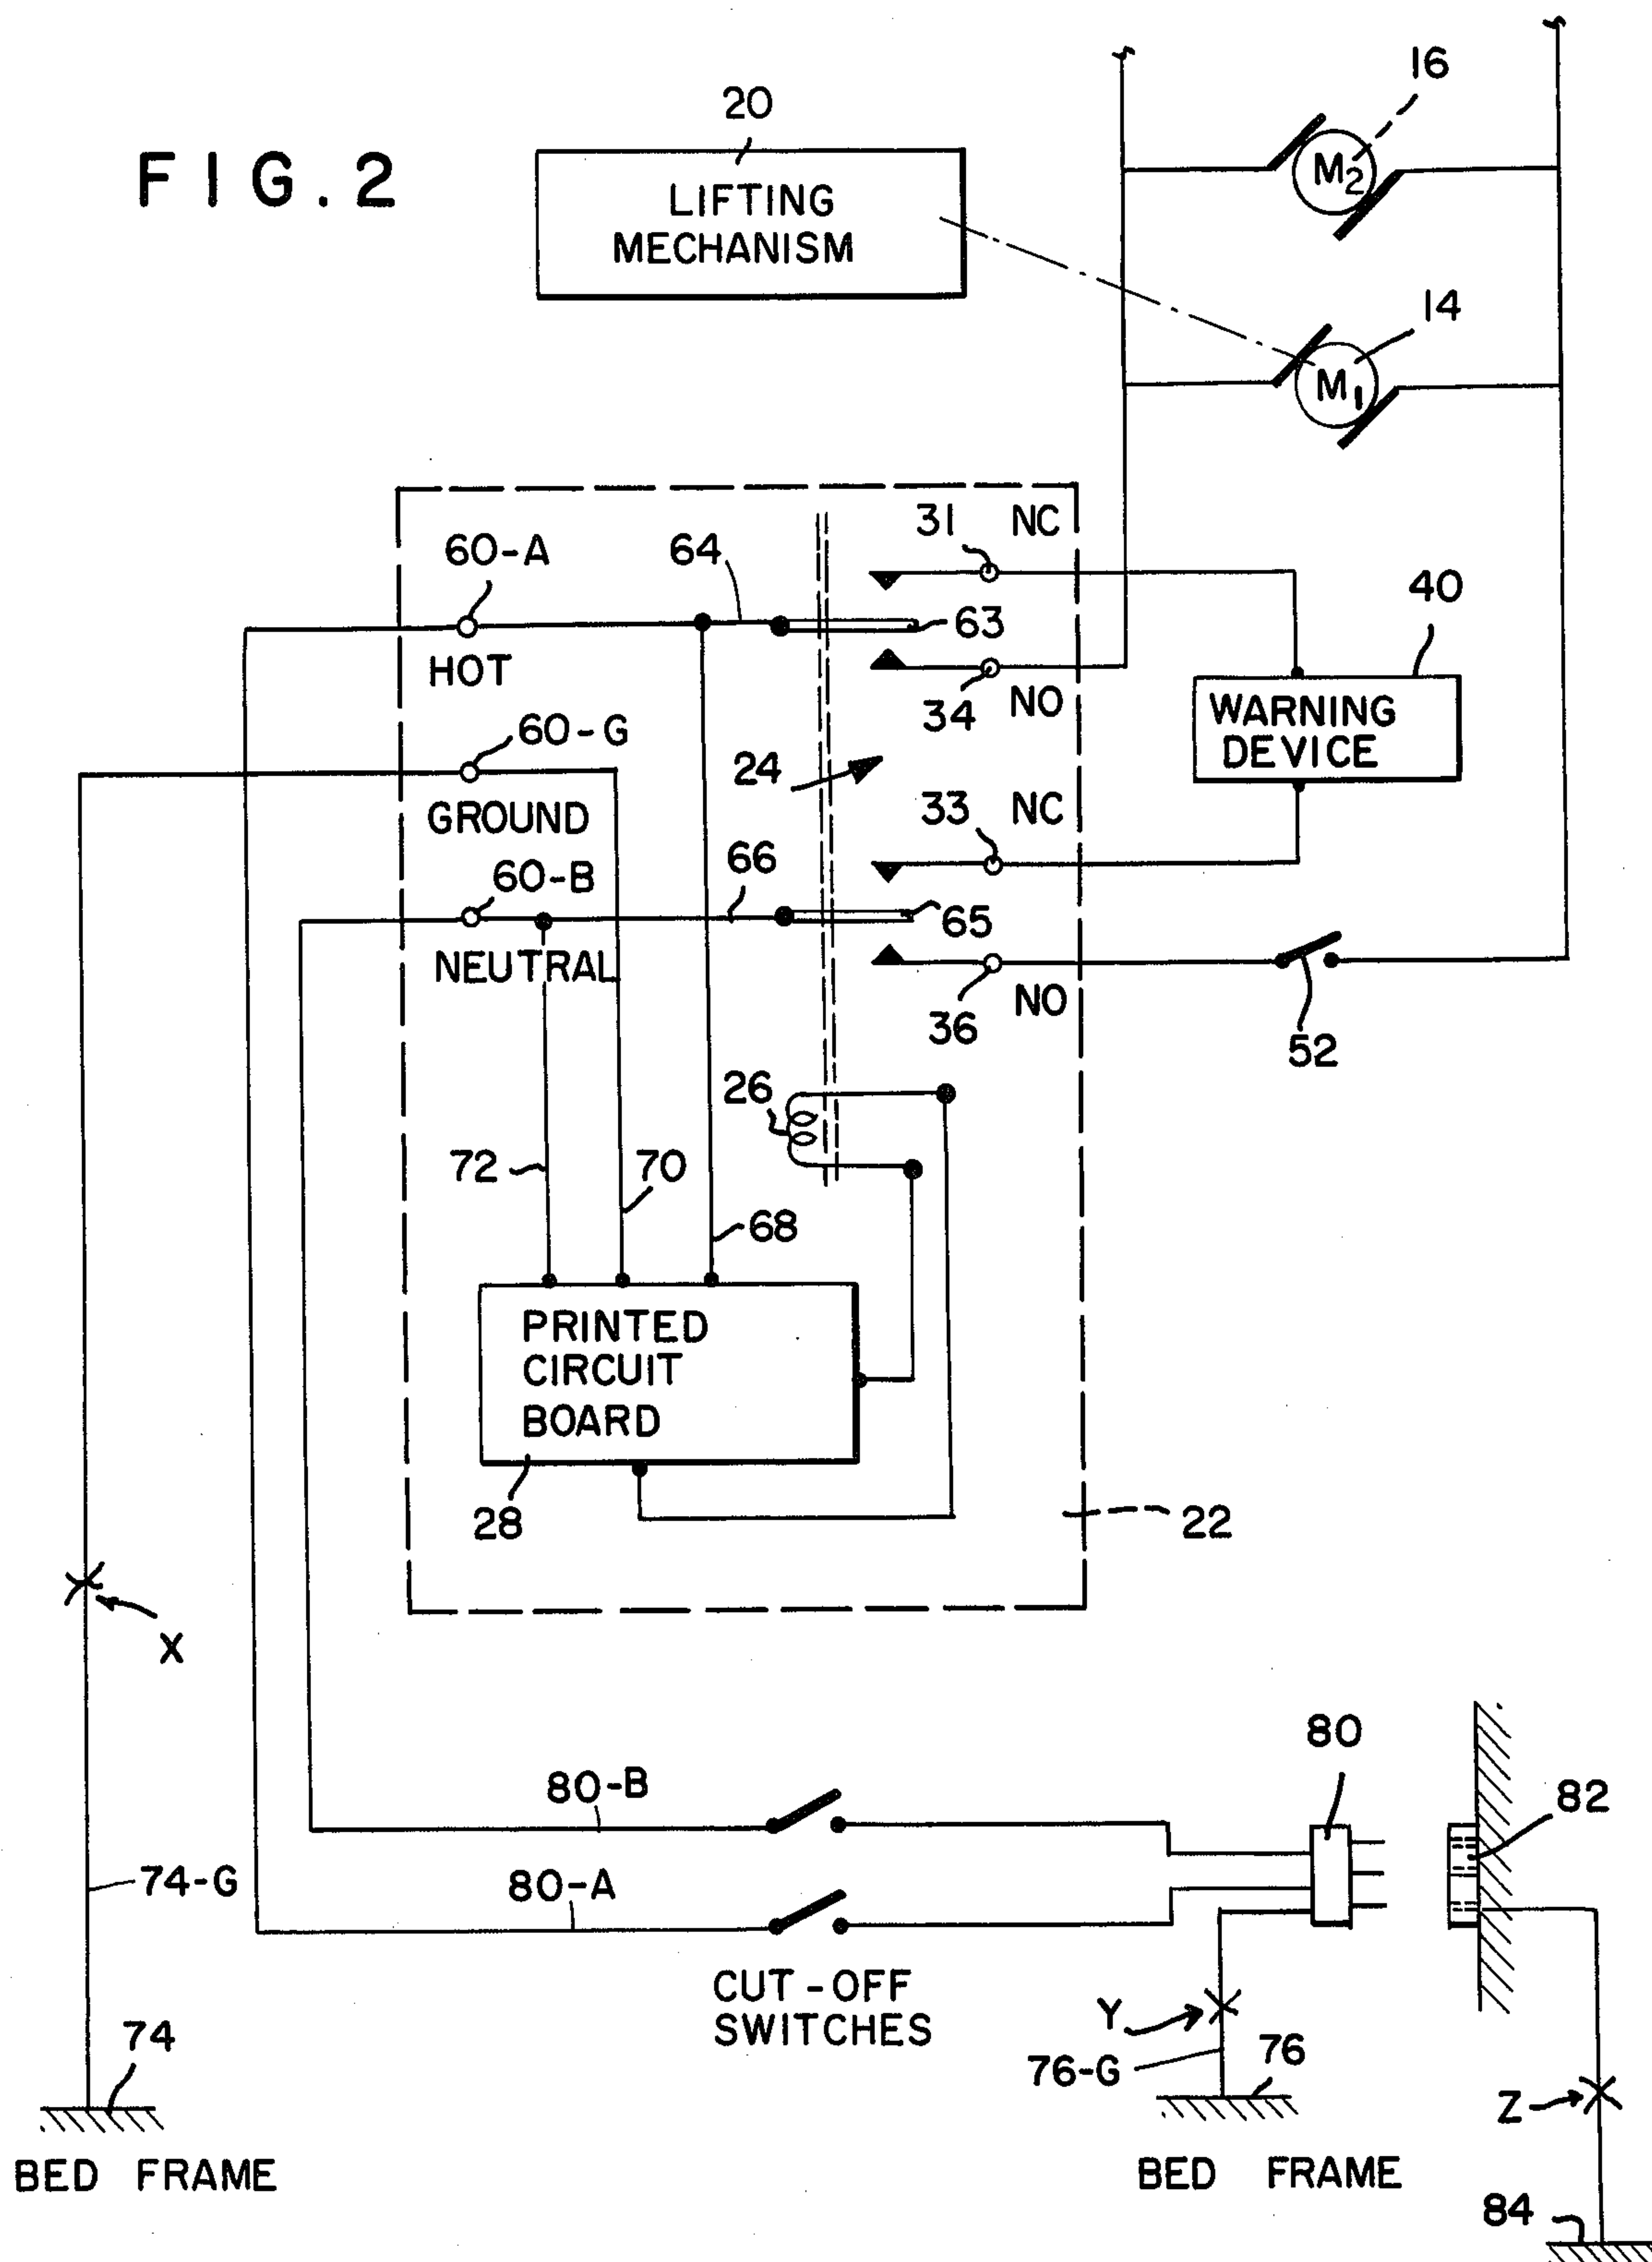 FIG. 2
20
LIFTING
MECHANISM
16
M2
14
M1
60-A
HOT
64
31 NC
63
34 NO
40
WARNING
DEVICE
60-G
GROUND
24
33 NC
60-B
NEUTRAL
66
65
36 NO
52
26
72
70
68
PRINTED
CIRCUIT
BOARD
28
22
X
74-G
74
BED FRAME
80-B
80-A
CUT-OFF
SWITCHES
80
82
Y
76-G
76
BED FRAME
Z
84